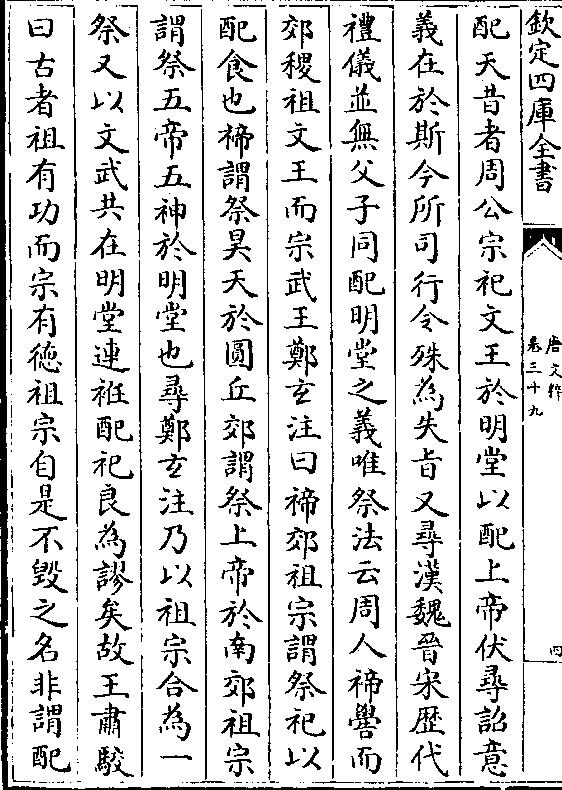 欽定四庫全書
唐文粹
卷三十九
四
配天昔者周公宗祀文王於明堂以配上帝伏尋詔意
義在於斯今所司行令殊為失㫖又尋漢魏晉宋歴代
禮儀並無父子同配明堂之義唯祭法云周人禘嚳而
郊稷祖文王而宗武王鄭玄注曰禘郊祖宗謂祭祀以
配食也禘謂祭昊天於圓丘郊謂祭上帝於南郊祖宗
謂祭五帝五神於明堂也尋鄭玄注乃以祖宗合為一
祭又以文武共在明堂連袵配祀良為謬矣故王肅駮
曰古者祖有功而宗有徳祖宗自是不毀之名非謂配